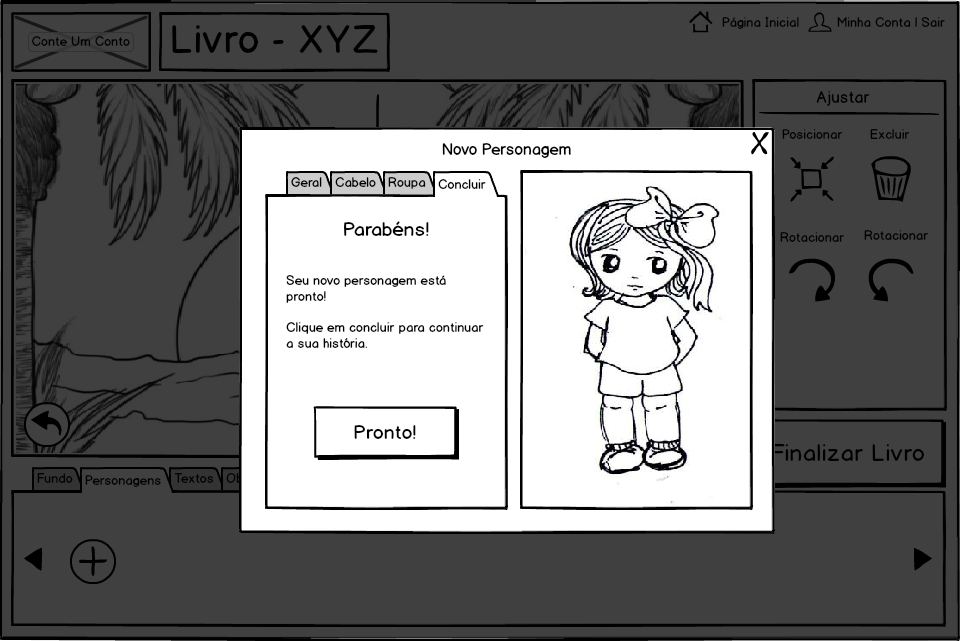 Conte Um Conto
Livro - XYZ
Página Inicial
Minha Conta | Sair
Ajustar
Posicionar
Excluir
Rotacionar
Rotacionar
Novo Personagem
X
Geral
Cabelo
Roupa
Concluir
Parabéns!
Seu novo personagem está
pronto!
Clique em concluir para continuar
a sua história.
Pronto!
Finalizar Livro
Fundo
Personagens
Textos